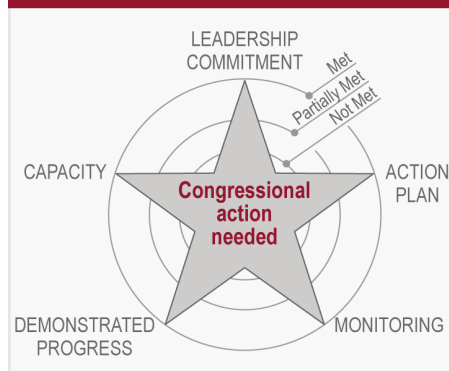 LEADERSHIP
COMMITMENT
Met
Partially Met
Not Met
CAPACITY
ACTION
PLAN
Congressional
action
needed
DEMONSTRATED
PROGRESS
MONITORING